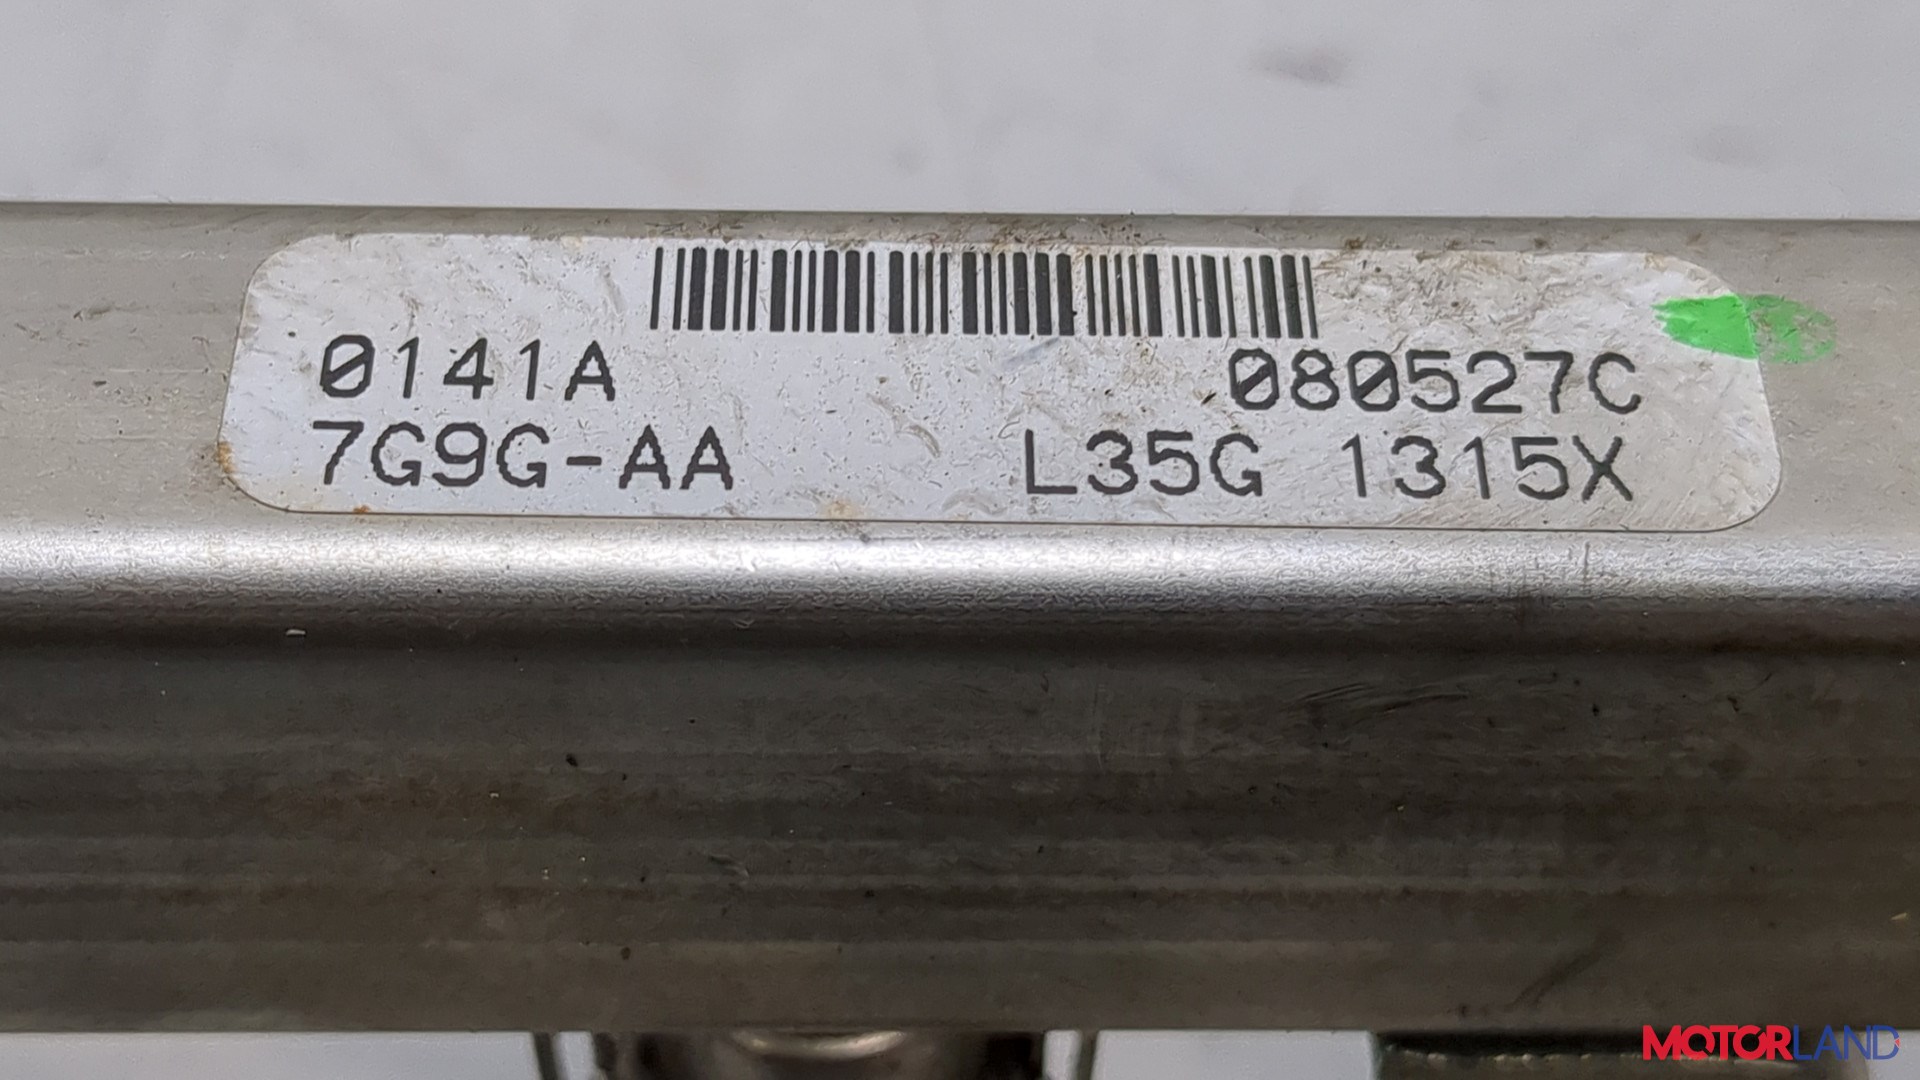 0141A 080527C
7G9G-AA L35G 1315X
MOTORLAND